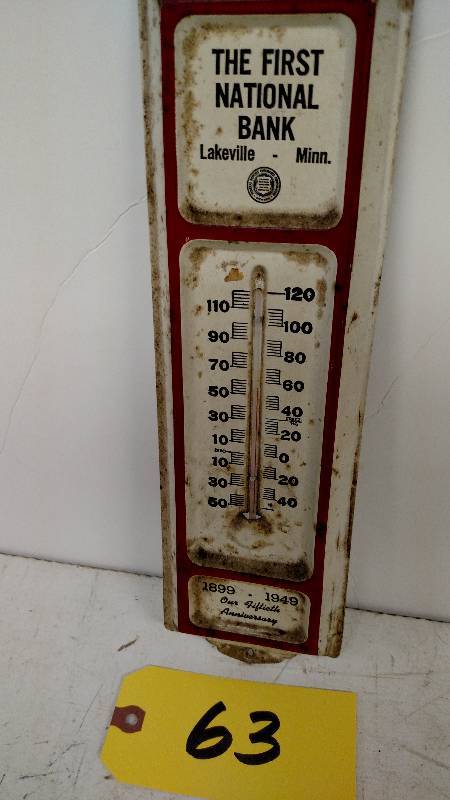 THE FIRST
NATIONAL
BANK
Lakeville - Minn.
120
110
100
90
80
70
60
50
40
30
20
10
0
10
20
30
40
50
1899 - 1949
Our Fiftieth
Anniversary
63